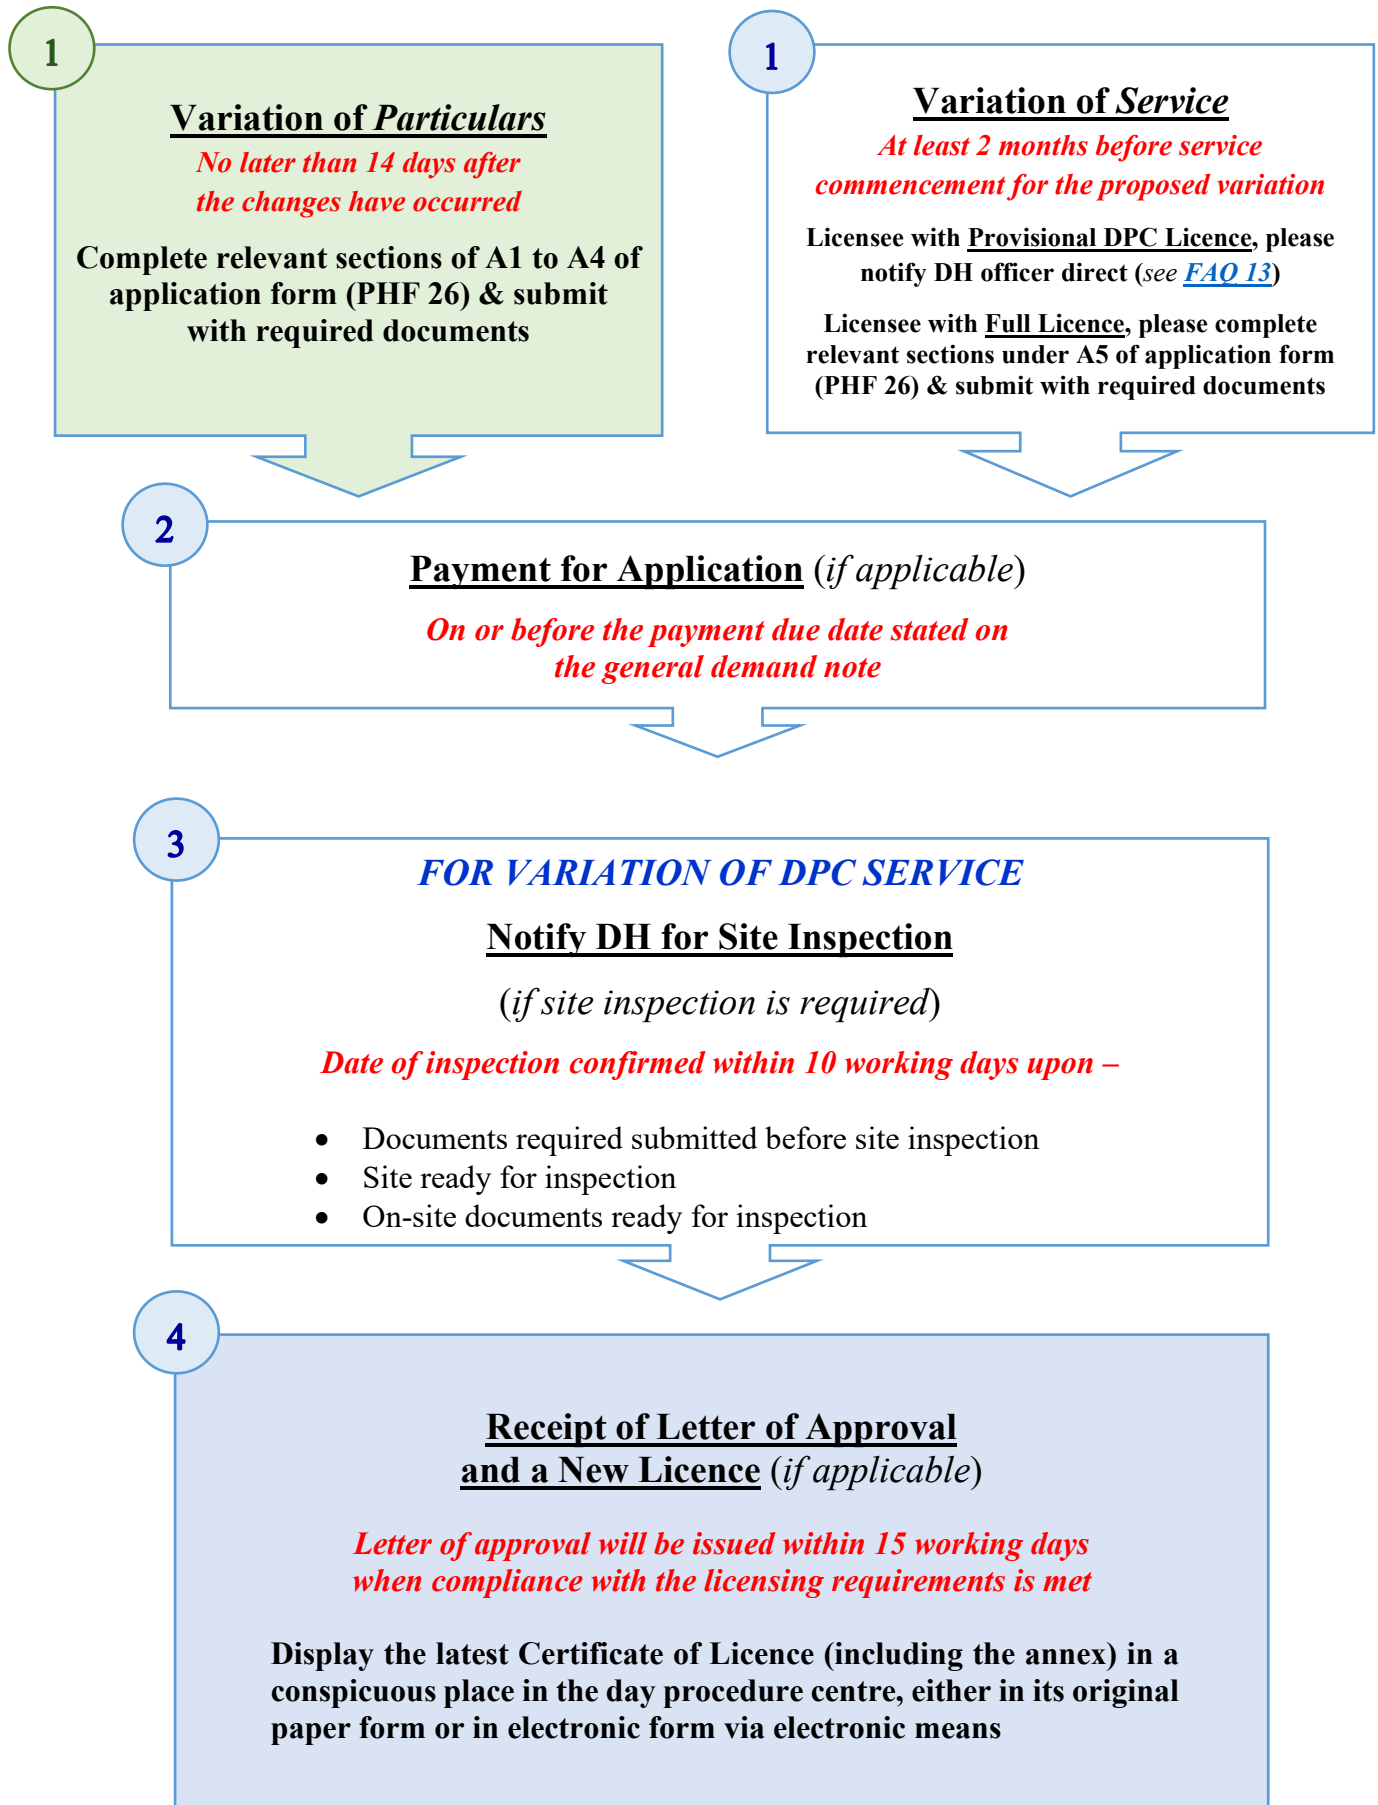 1
Variation of Particulars
No later than 14 days after
the changes have occurred
Complete relevant sections of A1 to A4 of
application form (PHF 26) & submit
with required documents
1
Variation of Service
At least 2 months before service
commencement for the proposed variation
Licensee with Provisional DPC Licence, please
notify DH officer direct (see FAQ 13)
Licensee with Full Licence, please complete
relevant sections under A5 of application form
(PHF 26) & submit with required documents
2
Payment for Application (if applicable)
On or before the payment due date stated on
the general demand note
3
FOR VARIATION OF DPC SERVICE
Notify DH for Site Inspection
(if site inspection is required)
Date of inspection confirmed within 10 working days upon –
• Documents required submitted before site inspection
• Site ready for inspection
• On-site documents ready for inspection
4
Receipt of Letter of Approval
and a New Licence (if applicable)
Letter of approval will be issued within 15 working days
when compliance with the licensing requirements is met
Display the latest Certificate of Licence (including the annex) in a
conspicuous place in the day procedure centre, either in its original
paper form or in electronic form via electronic means